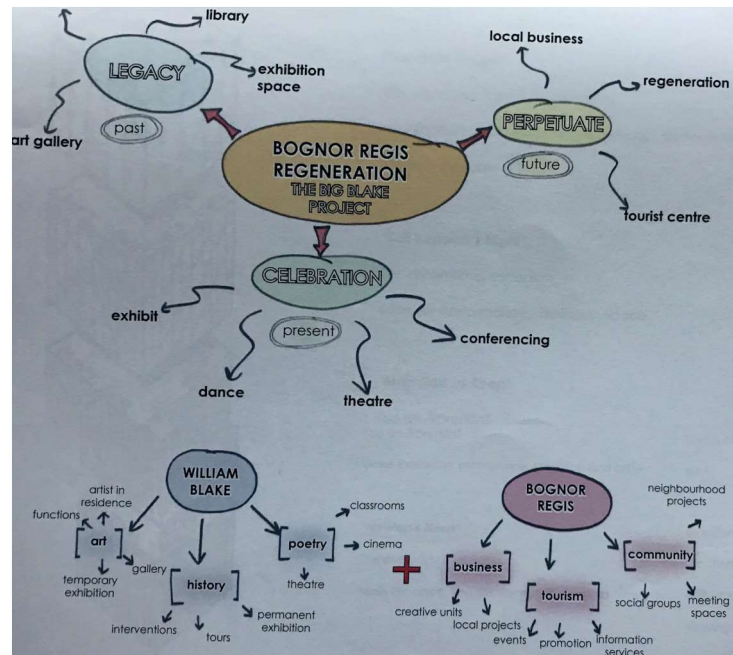 library
LEGACY
exhibition
space
art gallery
past
local business
PERPETUATE
regeneration
future
tourist centre
BOGNOR REGIS
REGENERATION
THE BIG BLAKE
PROJECT
CELEBRATION
exhibit
present
conferencing
dance
theatre
WILLIAM
BLAKE
artist in
residence
functions
art
gallery
temporary
exhibition
history
interventions
tours
permanent
exhibition
poetry
classrooms
cinema
theatre
+
BOGNOR
REGIS
business
creative units
local projects
tourism
events
promotion
information
services
community
neighbourhood
projects
social groups
meeting
spaces